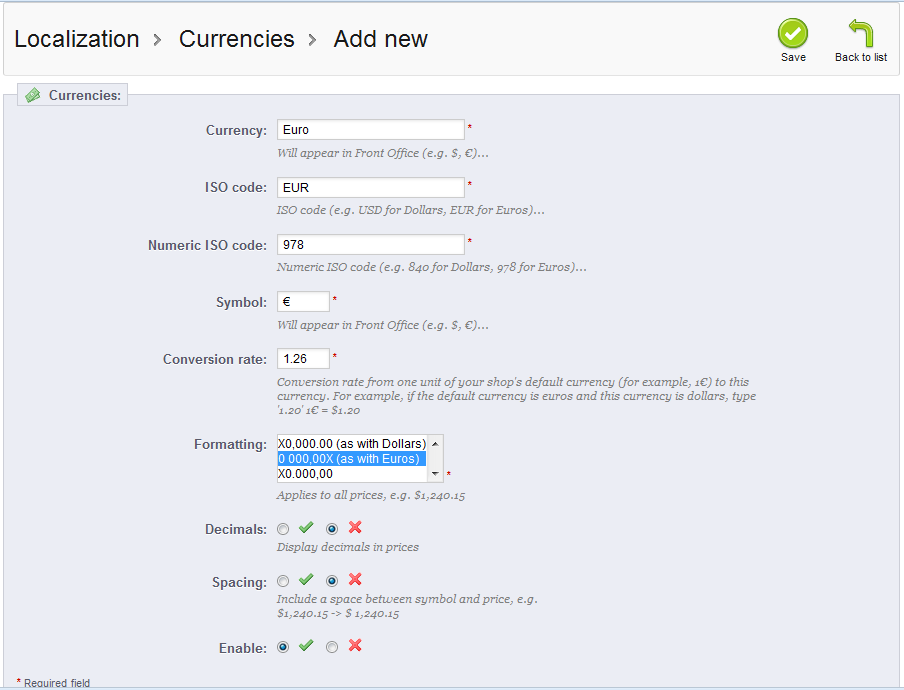 Localization > Currencies > Add new
Save
Back to list
Currencies:
Currency: Euro *
Will appear in Front Office (e.g. $, €)...
ISO code: EUR *
ISO code (e.g. USD for Dollars, EUR for Euros)...
Numeric ISO code: 978 *
Numeric ISO code (e.g. 840 for Dollars, 978 for Euros)...
Symbol: € *
Will appear in Front Office (e.g. $, €)...
Conversion rate: 1.26 *
Conversion rate from one unit of your shop's default currency (for example, 1€) to this
currency. For example, if the default currency is euros and this currency is dollars, type
'1.20' 1€ = $1.20
Formatting: X0,000.00 (as with Dollars)
0 000,00X (as with Euros)
X0.000,00 *
Applies to all prices, e.g. $1,240.15
Decimals:
Display decimals in prices
Spacing:
Include a space between symbol and price, e.g.
$1,240.15 -> $ 1,240.15
Enable:
* Required field